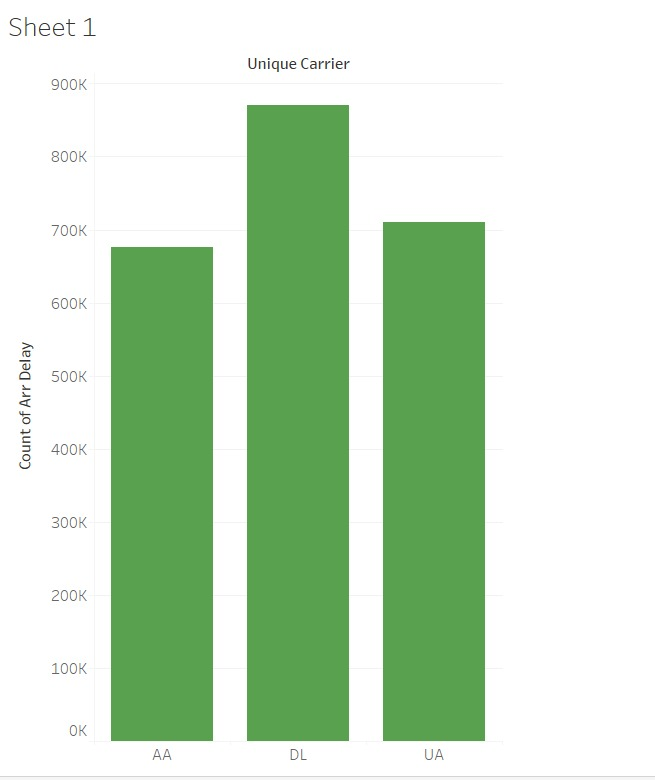 Sheet 1
Unique Carrier
900K
800K
700K
600K
500K
400K
300K
200K
100K
0K
Count of Arr Delay
AA
DL
UA